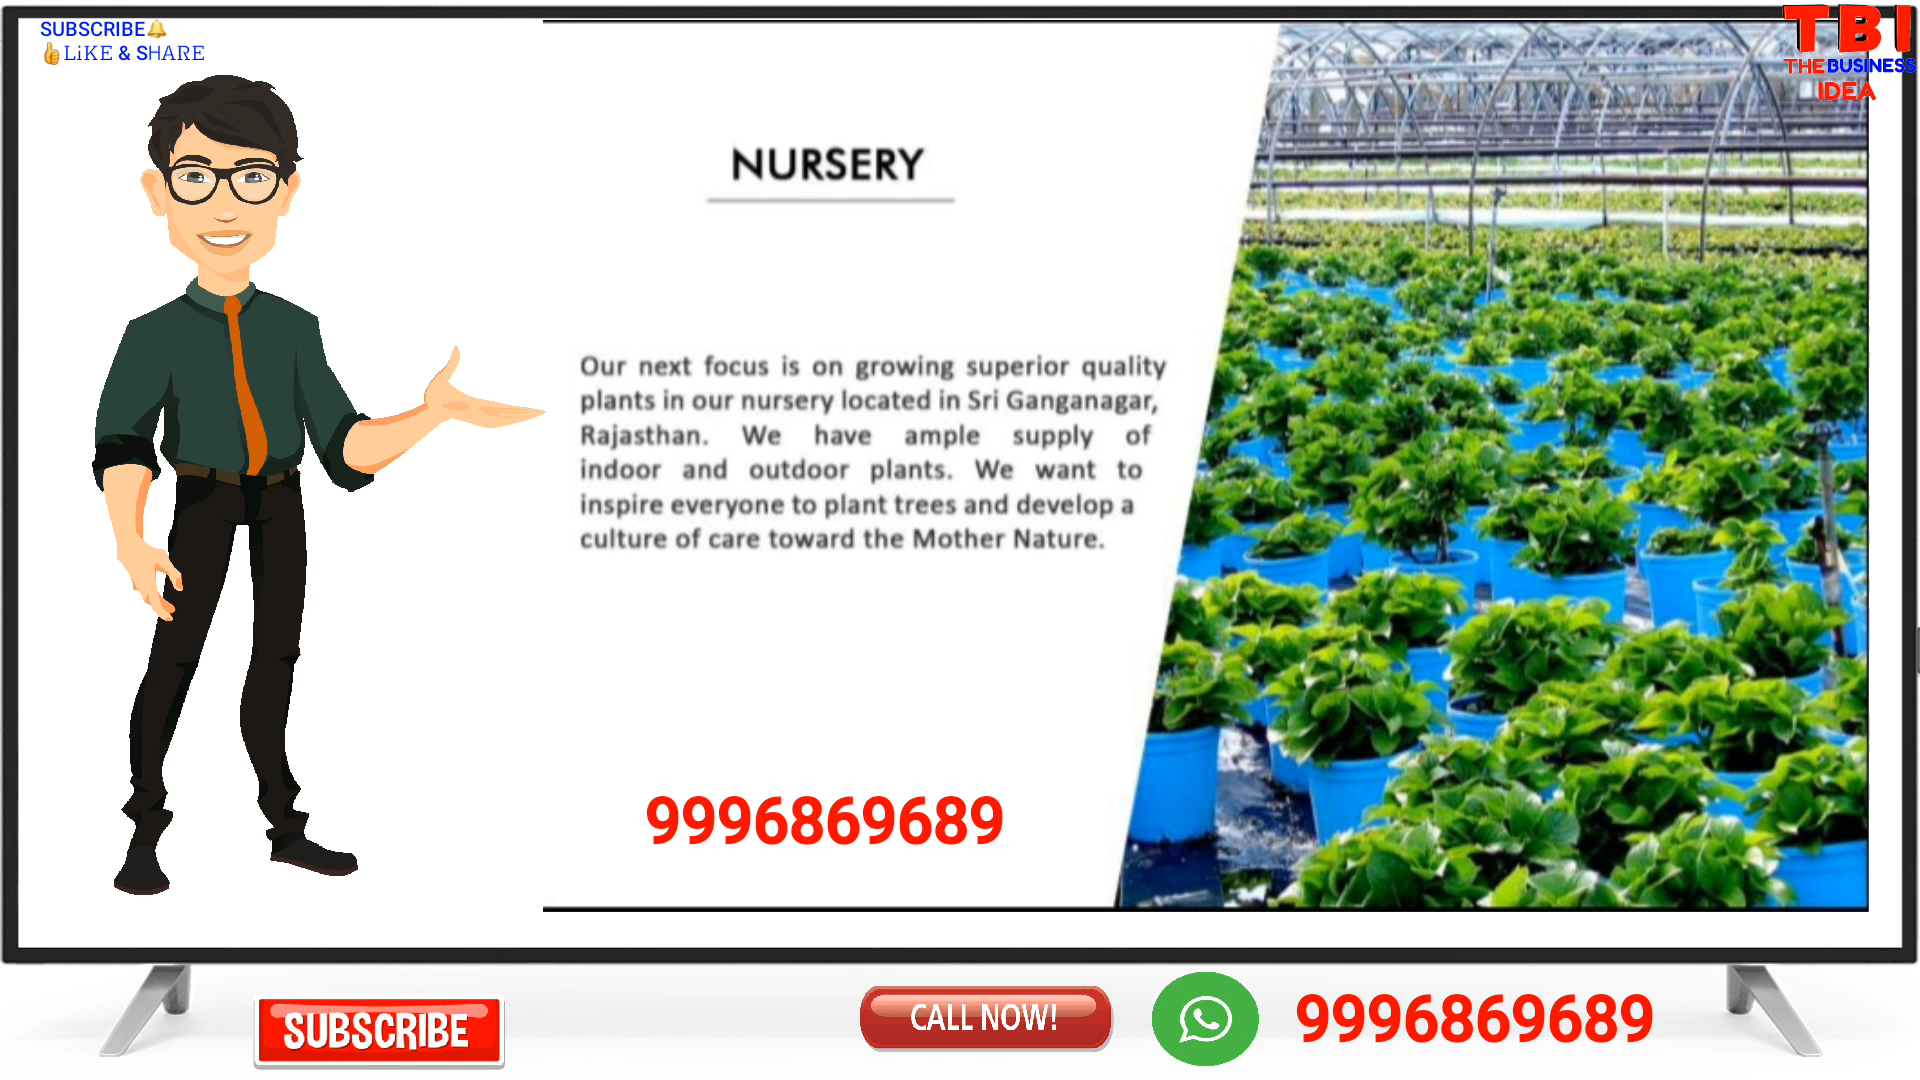 SUBSCRIBE🔔
👍LiKE & SHARE
TBI
THE BUSINESS
IDEA
NURSERY
Our next focus is on growing superior quality
plants in our nursery located in Sri Ganganagar,
Rajasthan. We have ample supply of
indoor and outdoor plants. We want to
inspire everyone to plant trees and develop a
culture of care toward the Mother Nature.
9996869689
SUBSCRIBE
CALL NOW!
9996869689